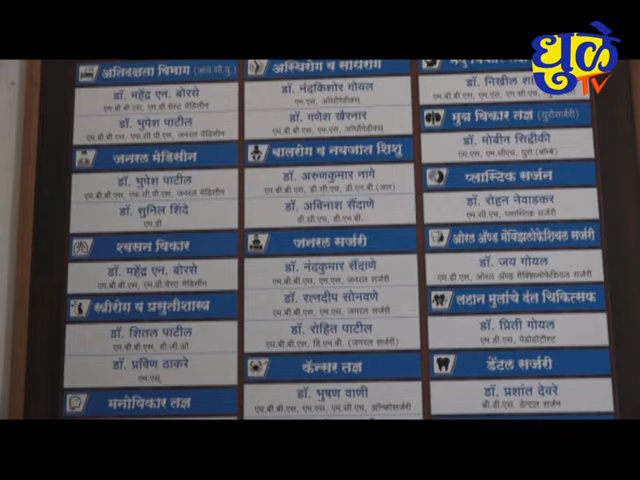 धुळे
TV
अतिदक्षता विभाग (आय.सी.यु.)
डॉ. महेंद्र एन. बोरसे
एम.बी.बी.एस, एम.डी.चेस्ट मेडिसीन
डॉ. भुपेश पाटील
एम.बी.बी.एस, एफ.सी.पी.एस, जनरल मेडिसीन
जनरल मेडिसीन
डॉ. भुपेश पाटील
एम.बी.बी.एस, एफ.सी.पी.एस, जनरल मेडिसीन
डॉ. सुनिल शिंदे
एम.डी.
श्वसन विकार
डॉ. महेंद्र एन. बोरसे
एम.बी.बी.एस, एम.डी.चेस्ट मेडिसीन
स्त्रीरोग व प्रसुतीशास्त्र
डॉ. शितल पाटील
एम.बी.बी.एस, डी.जी.ओ
डॉ. प्रविण ठाकरे
एम.एस्
मनोविकार तज्ञ
अस्थिरोग व सांधेरोग
डॉ. नंदकिशोर गोयल
एम.एस, ऑर्थोपेडीक्स्
डॉ. गणेश खैरनार
एम.बी.बी.एस, एम.एस, ऑर्थोपेडीक्स्
बालरोग व नवजात शिशु
डॉ. अरुणकुमार नागे
एम.बी.बी.एस, डी.सी.एच, डी.एन.बी.(आर)
डॉ. अविनाश सैंदाणे
डी.सी.एच, डी.एन.बी.
जनरल सर्जरी
डॉ. नंदकुमार सैंदाणे
एम.बी.बी.एस, एम.एस, जनरल सर्जरी
डॉ. रत्नदीप सोनवणे
एम.बी.बी.एस, एम.एस, जनरल सर्जरी
डॉ. रोहित पाटील
एम.बी.बी.एस, डि.एन.बी. (जनरल सर्जरी)
कॅन्सर तज्ञ
डॉ. भुषण वाणी
एम.बी.बी.एस, एम.एस, एम.सी.एच, ऑन्कोसर्जरी
डॉ. निखील
मुत्र विकार तज्ञ (युरोसर्जरी)
डॉ. मोबीन सिद्दीकी
एम.एस, एम.सीएच, युरो.(बॉम्बे)
प्लास्टिक सर्जन
डॉ. रोहन नेवाडकर
एम.सी.एच, प्लास्टिक सर्जरी
ओरल अ‍ॅण्ड मॅक्झिलोफेशियल सर्जरी
डॉ. जय गोयल
एम.डी.एस, ओरल अ‍ॅण्ड मॅक्झिलोफेशियल सर्जरी
लहान मुलांचे दंत चिकित्सक
डॉ. प्रिती गोयल
एम.डी.एस, पेडोडोंटीस्ट
डेंटल सर्जरी
डॉ. प्रशांत देवरे
बी.डी.एस. डेंन्टल सर्जन